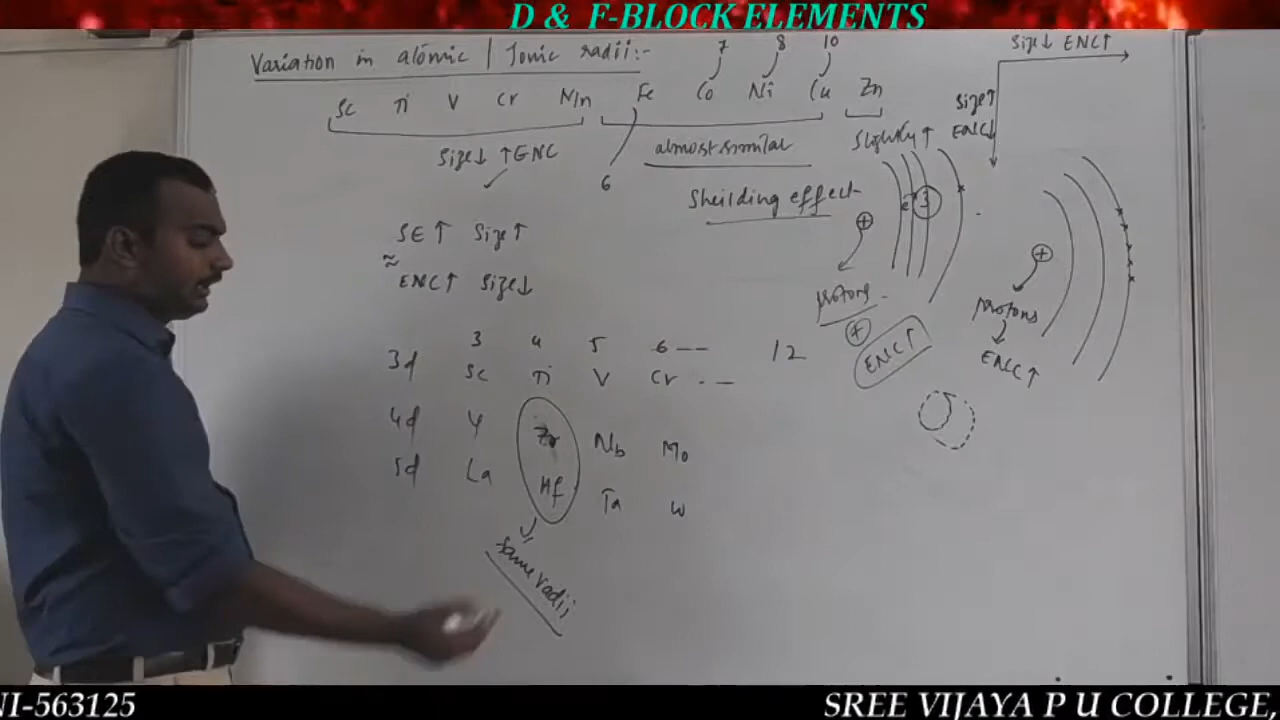 D & F-BLOCK ELEMENTS
Variation in atomic / Ionic radii:-
7 8 10
Size↓ ENC↑
Sc Ti V Cr Mn Fe Co Ni Cu Zn
Size↑
ENC↓
Size↓ ↑ENC
6
almost similar
Slightly ↑
Sheilding effect
SE↑ Size↑
≈
ENC↑ Size↓
+
protons
+
ENC↑
+
protons
ENC↑
3 4 5 6 -- 12
3d Sc Ti V Cr . --
4d Y Zr Nb Mo
5d La Hf Ta W
Same radii
NI-563125
SREE VIJAYA P U COLLEGE,